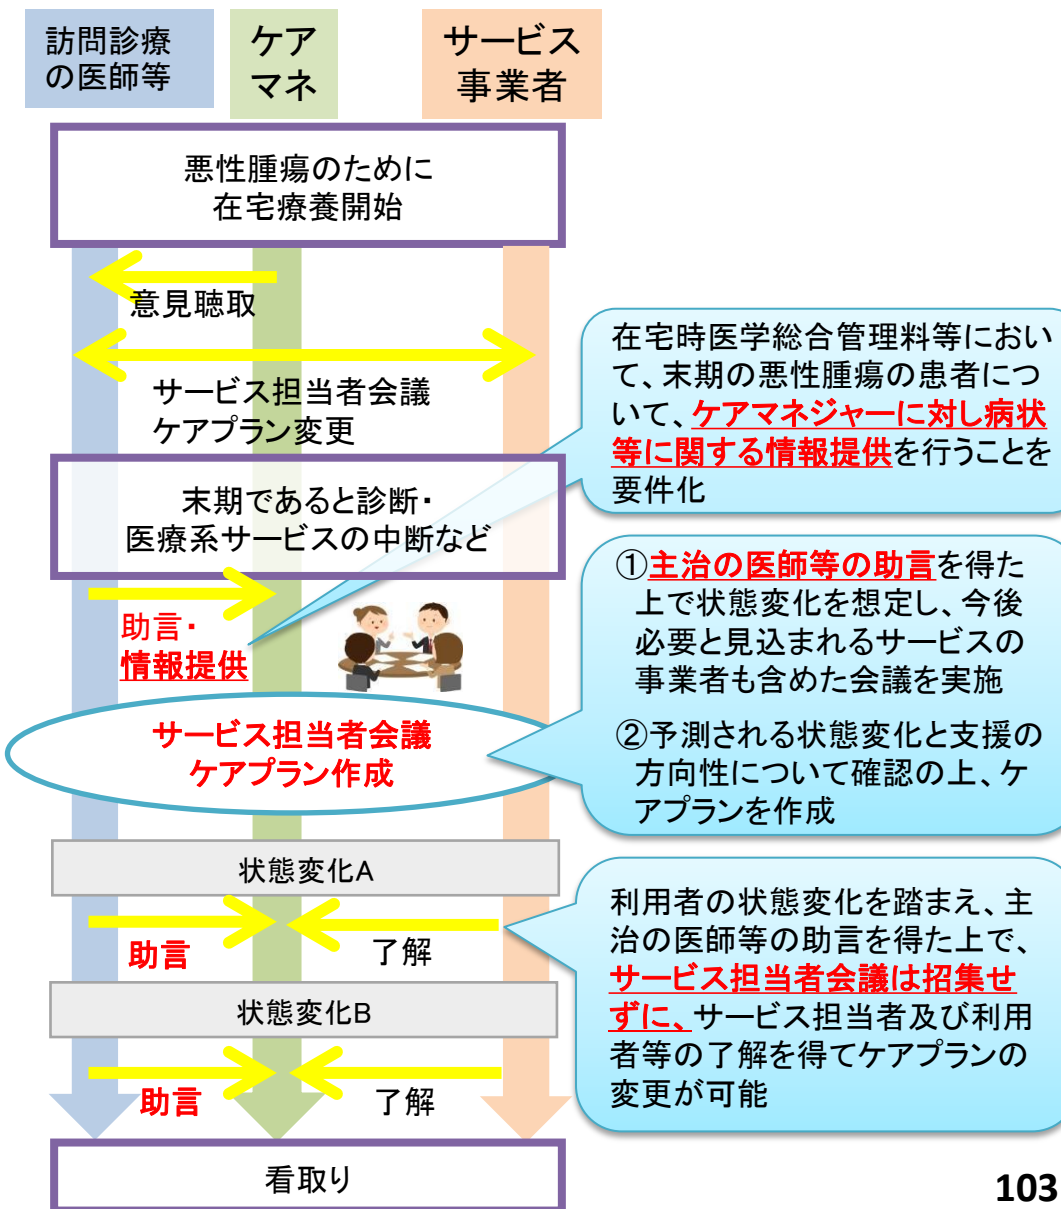 訪問診療
の医師等
ケア
マネ
サービス
事業者
悪性腫瘍のために
在宅療養開始
意見聴取
サービス担当者会議
ケアプラン変更
在宅時医学総合管理料等におい
て、末期の悪性腫瘍の患者につ
いて、ケアマネジャーに対し病状
等に関する情報提供を行うことを
要件化
末期であると診断・
医療系サービスの中断など
助言・
情報提供
①主治の医師等の助言を得た
上で状態変化を想定し、今後
必要と見込まれるサービスの
事業者も含めた会議を実施
②予測される状態変化と支援の
方向性について確認の上、ケ
アプランを作成
サービス担当者会議
ケアプラン作成
状態変化A
助言
了解
利用者の状態変化を踏まえ、主
治の医師等の助言を得た上で、
サービス担当者会議は招集せ
ずに、サービス担当者及び利用
者等の了解を得てケアプランの
変更が可能
状態変化B
助言
了解
看取り
103